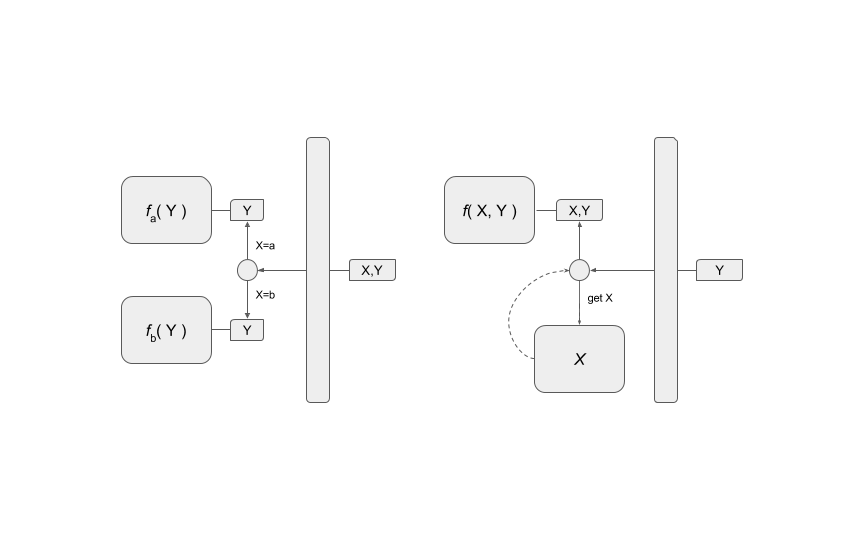 fa( Y )
Y
X=a
X,Y
X=b
fb( Y )
Y
f( X, Y )
X,Y
Y
get X
X